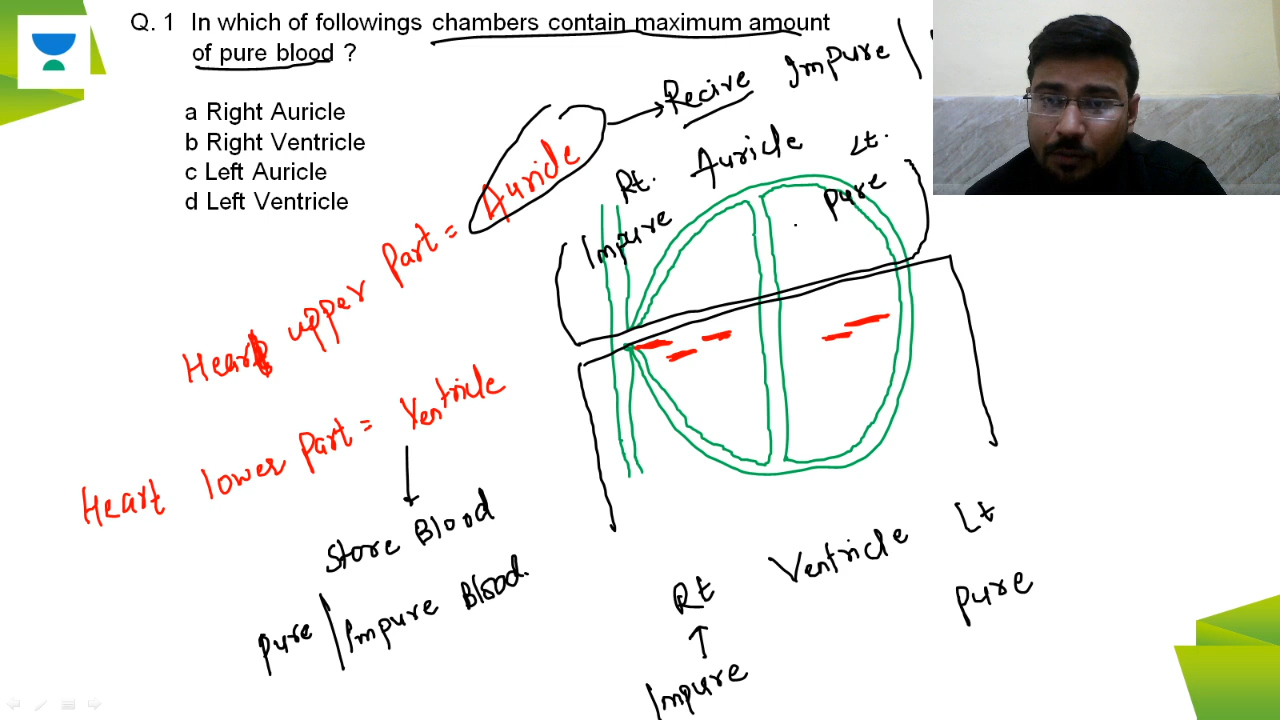 Q. 1 In which of followings chambers contain maximum amount
of pure blood ?
a Right Auricle
b Right Ventricle
c Left Auricle
d Left Ventricle
Recive Impure /
Rt. Auricle Lt.
Impure pure
Heart upper Part = Auricle
Heart lower Part = Ventricle
Store Blood
pure / Impure Blood.
Rt Ventricle Lt
Impure pure